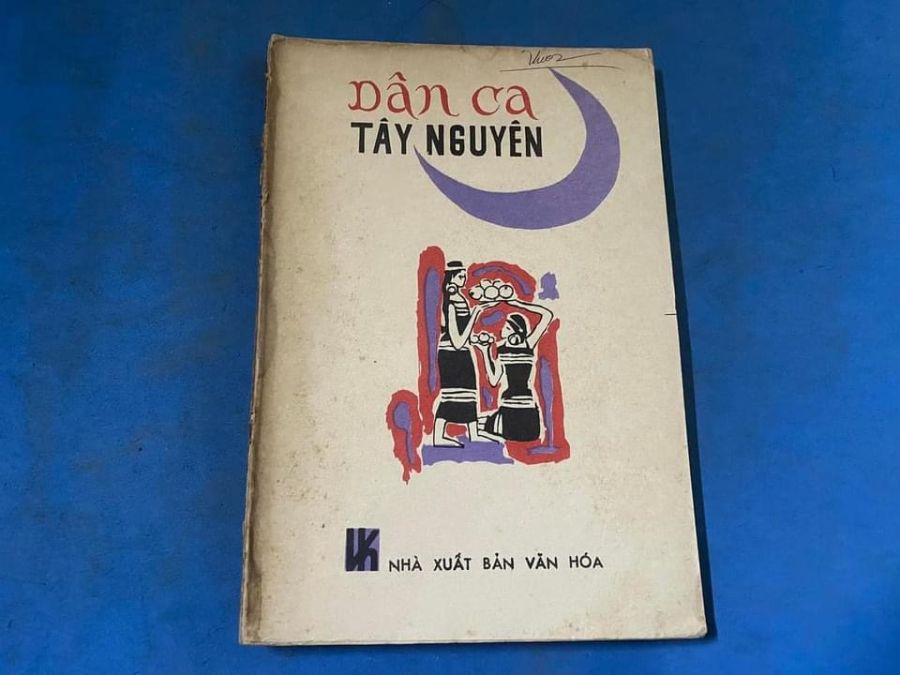 Dân ca
TÂY NGUYÊN
NHÀ XUẤT BẢN VĂN HÓA